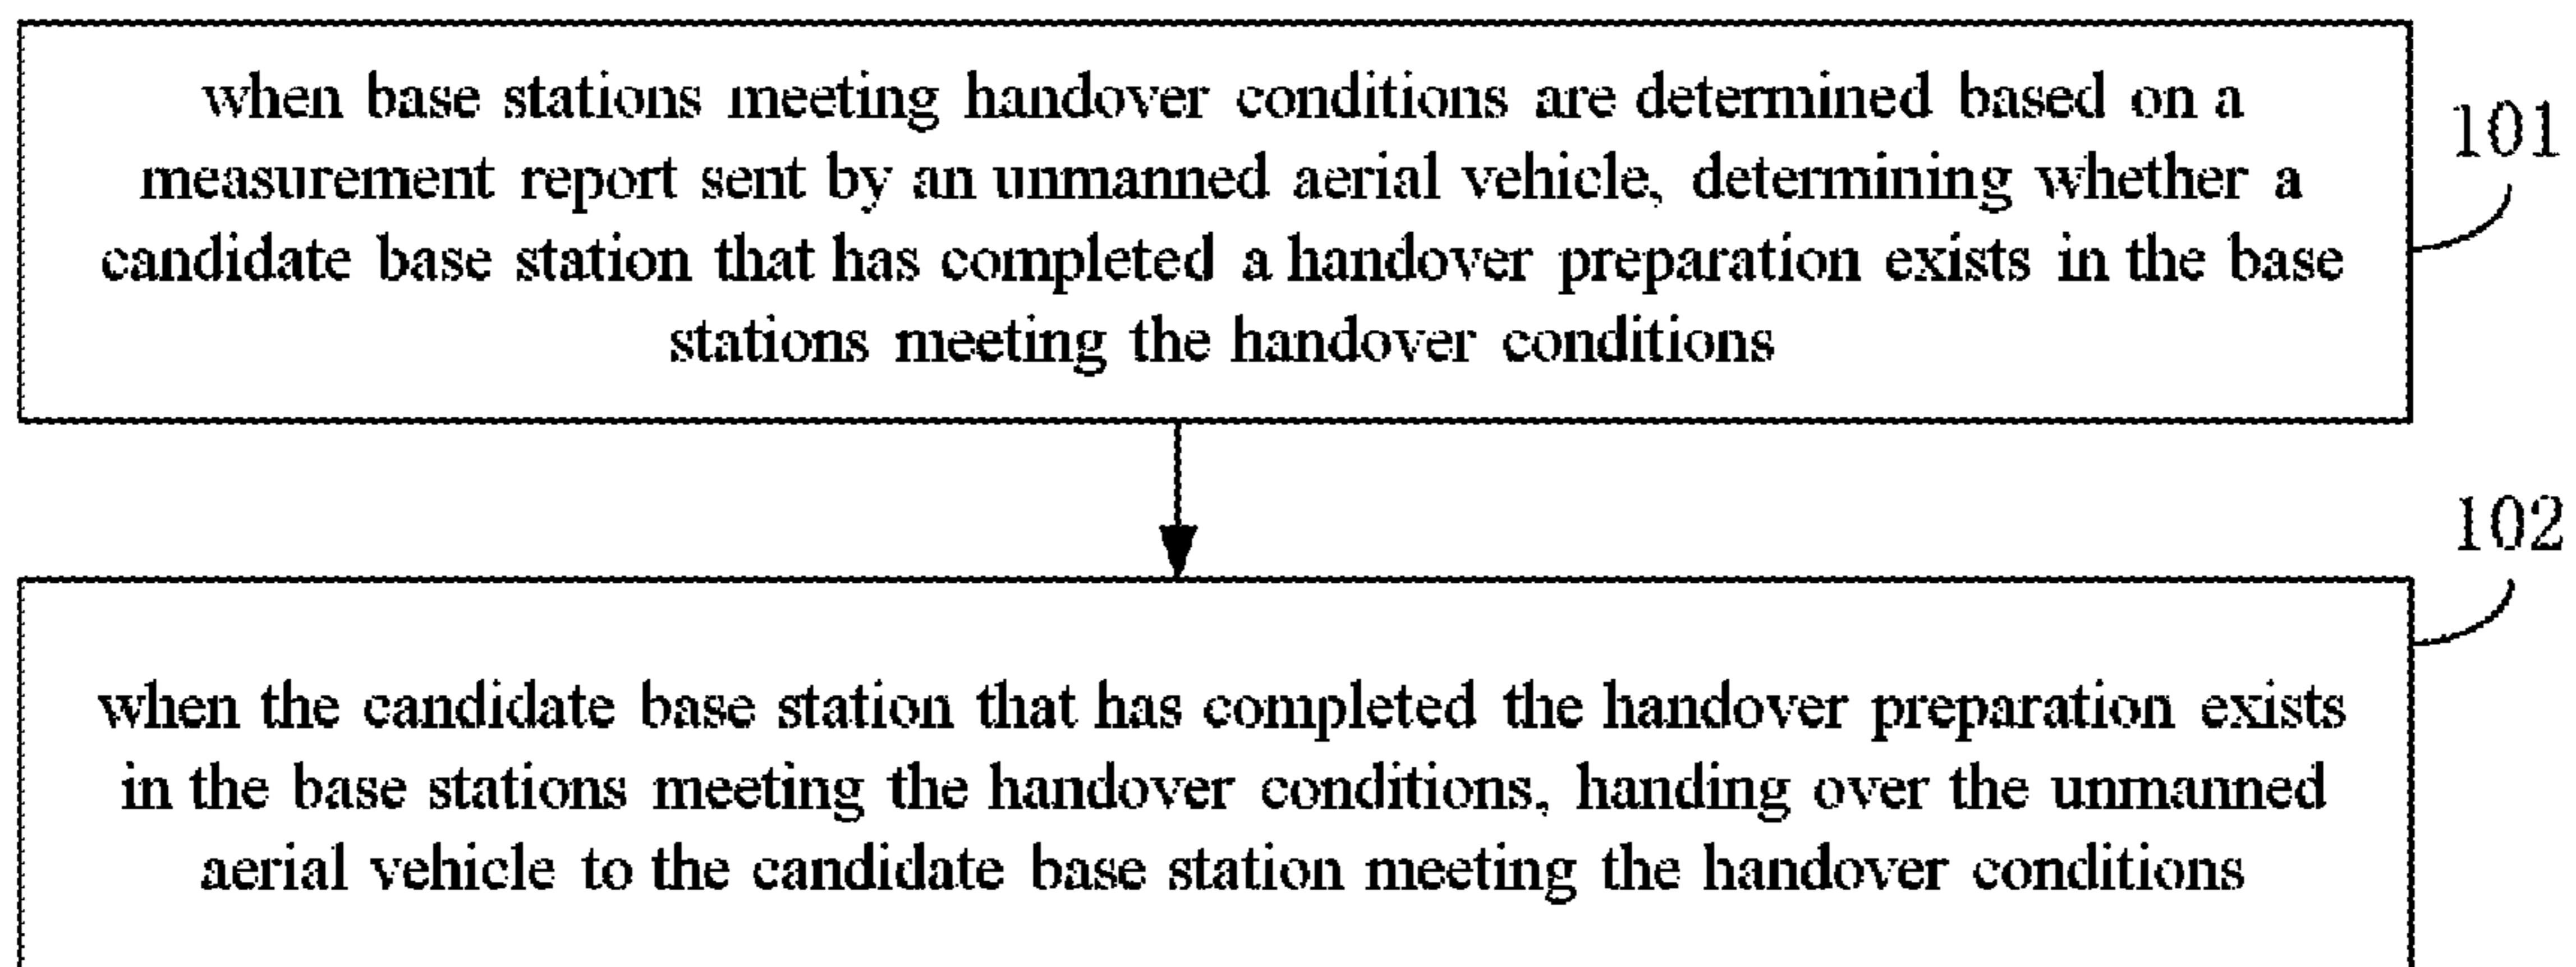 when base stations meeting handover conditions are determined based on a
measurement report sent by an unmanned aerial vehicle, determining whether a
candidate base station that has completed a handover preparation exists in the base
stations meeting the handover conditions
101
102
when the candidate base station that has completed the handover preparation exists
in the base stations meeting the handover conditions, handing over the unmanned
aerial vehicle to the candidate base station meeting the handover conditions